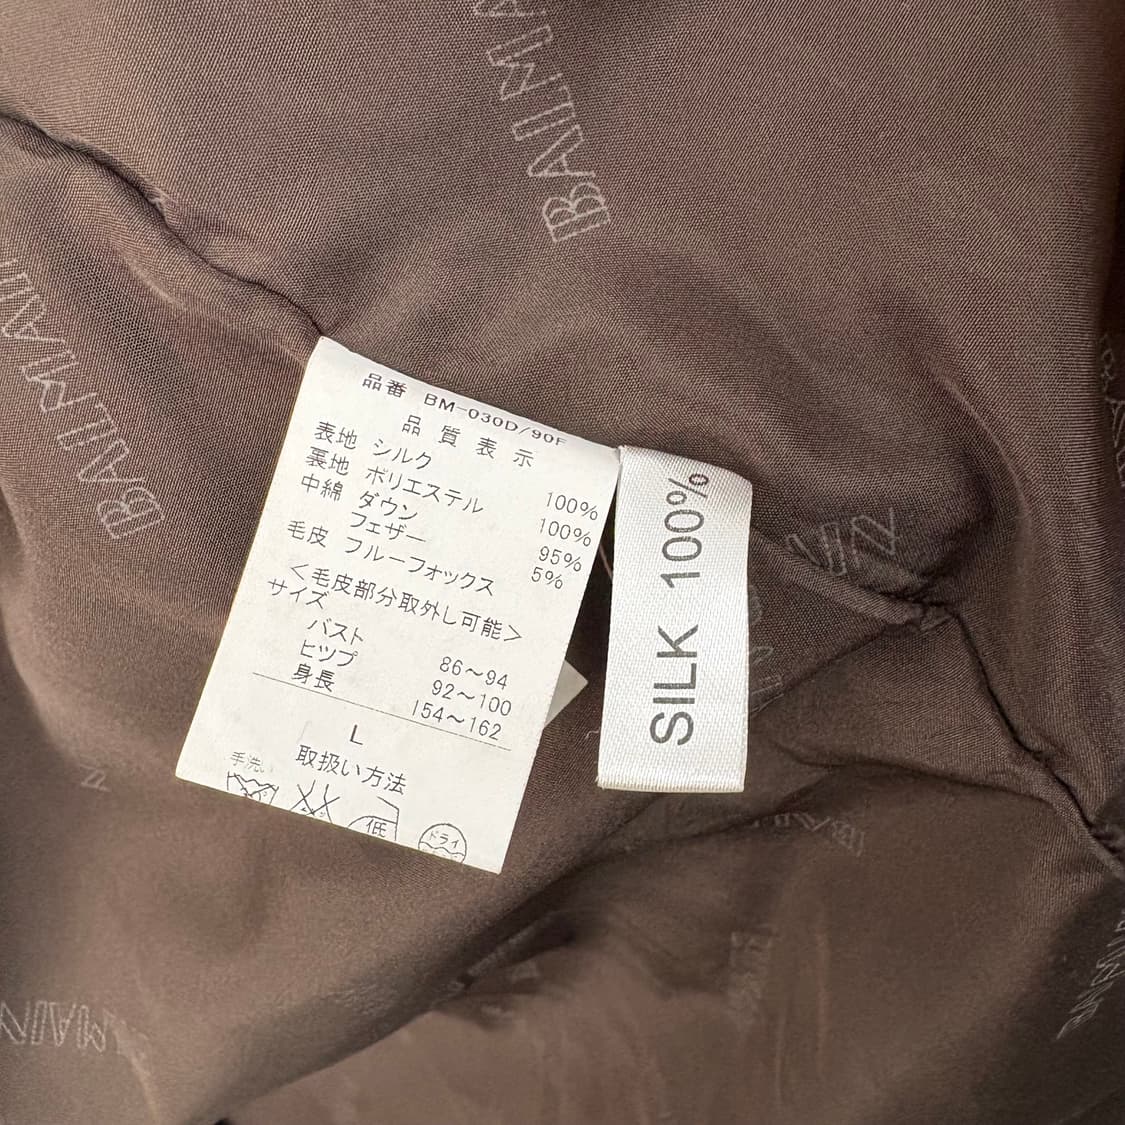 BALMA
BALMAIN
品番 BM-030D/90F
品質表示
表地 シルク 100%
裏地 ポリエステル 100%
中綿 ダウン 95%
フェザー 5%
毛皮 フルーフォックス
<毛皮部分取外し可能>
サイズ
バスト 86～94
ヒップ 92～100
身長 154～162
L
取扱い方法
手洗い
低
ドライ
SILK 100%